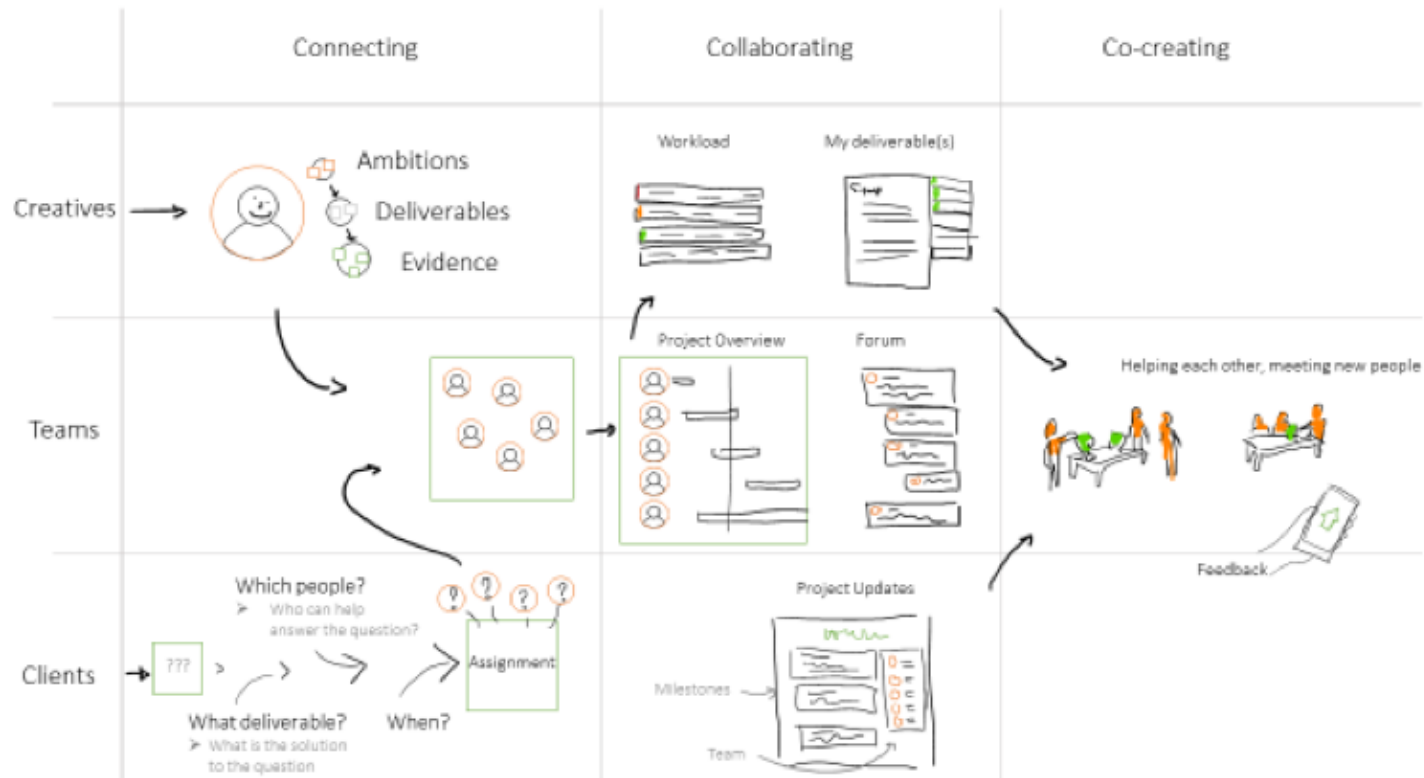 Connecting
Collaborating
Co-creating
Creatives
Ambitions
Deliverables
Evidence
Workload
My deliverable(s)
Teams
Project Overview
Forum
Helping each other, meeting new people
Feedback
Clients
???
Which people?
➤ Who can help
answer the question?
What deliverable?
➤ What is the solution
to the question
When?
? ? ? ?
Assignment
Project Updates
Milestones
Team